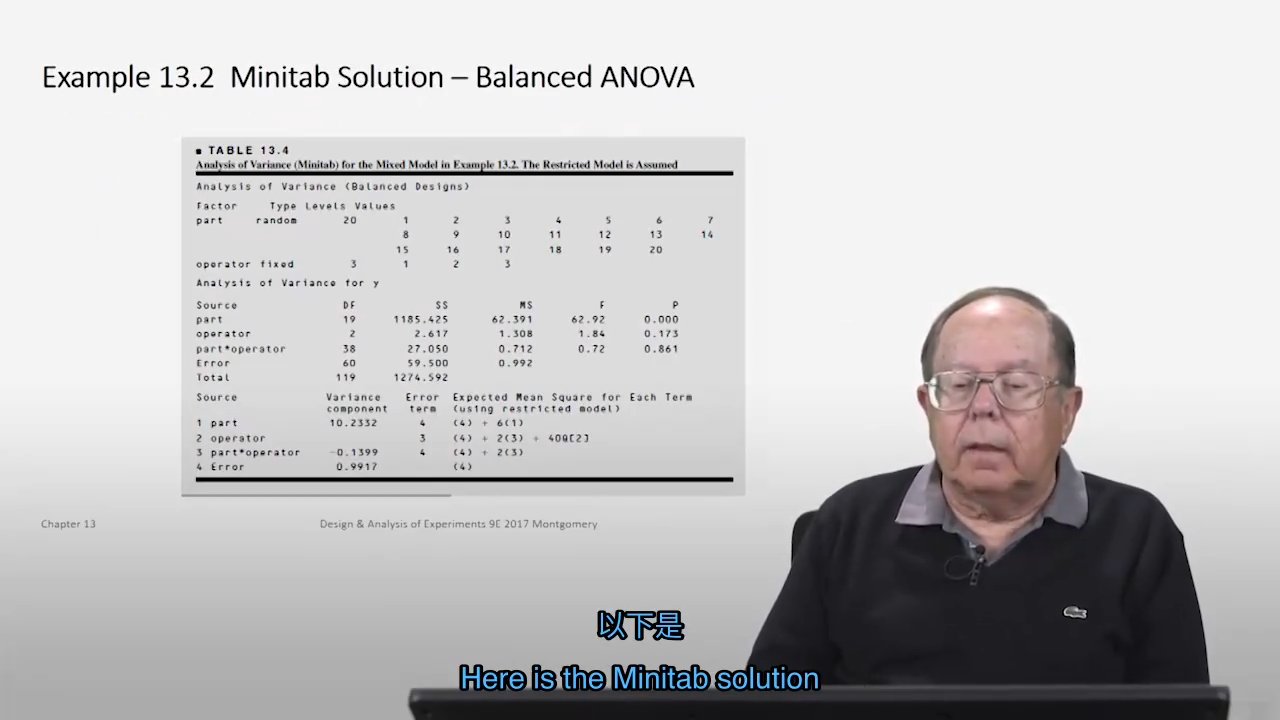 Example 13.2 Minitab Solution – Balanced ANOVA
■ TABLE 13.4
Analysis of Variance (Minitab) for the Mixed Model in Example 13.2. The Restricted Model is Assumed
Analysis of Variance (Balanced Designs)
Factor Type Levels Values
part random 20 1 2 3 4 5 6 7
8 9 10 11 12 13 14
15 16 17 18 19 20
operator fixed 3 1 2 3
Analysis of Variance for y
Source DF SS MS F P
part 19 1185.425 62.391 62.92 0.000
operator 2 2.617 1.308 1.84 0.173
part*operator 38 27.050 0.712 0.72 0.861
Error 60 59.500 0.992
Total 119 1274.592
Source Variance Error Expected Mean Square for Each Term
component term (using restricted model)
1 part 10.2332 4 (4) + 6(1)
2 operator 3 (4) + 2(3) + 40Q[2]
3 part*operator -0.1399 4 (4) + 2(3)
4 Error 0.9917 (4)
Chapter 13 Design & Analysis of Experiments 9E 2017 Montgomery
以下是
Here is the Minitab solution